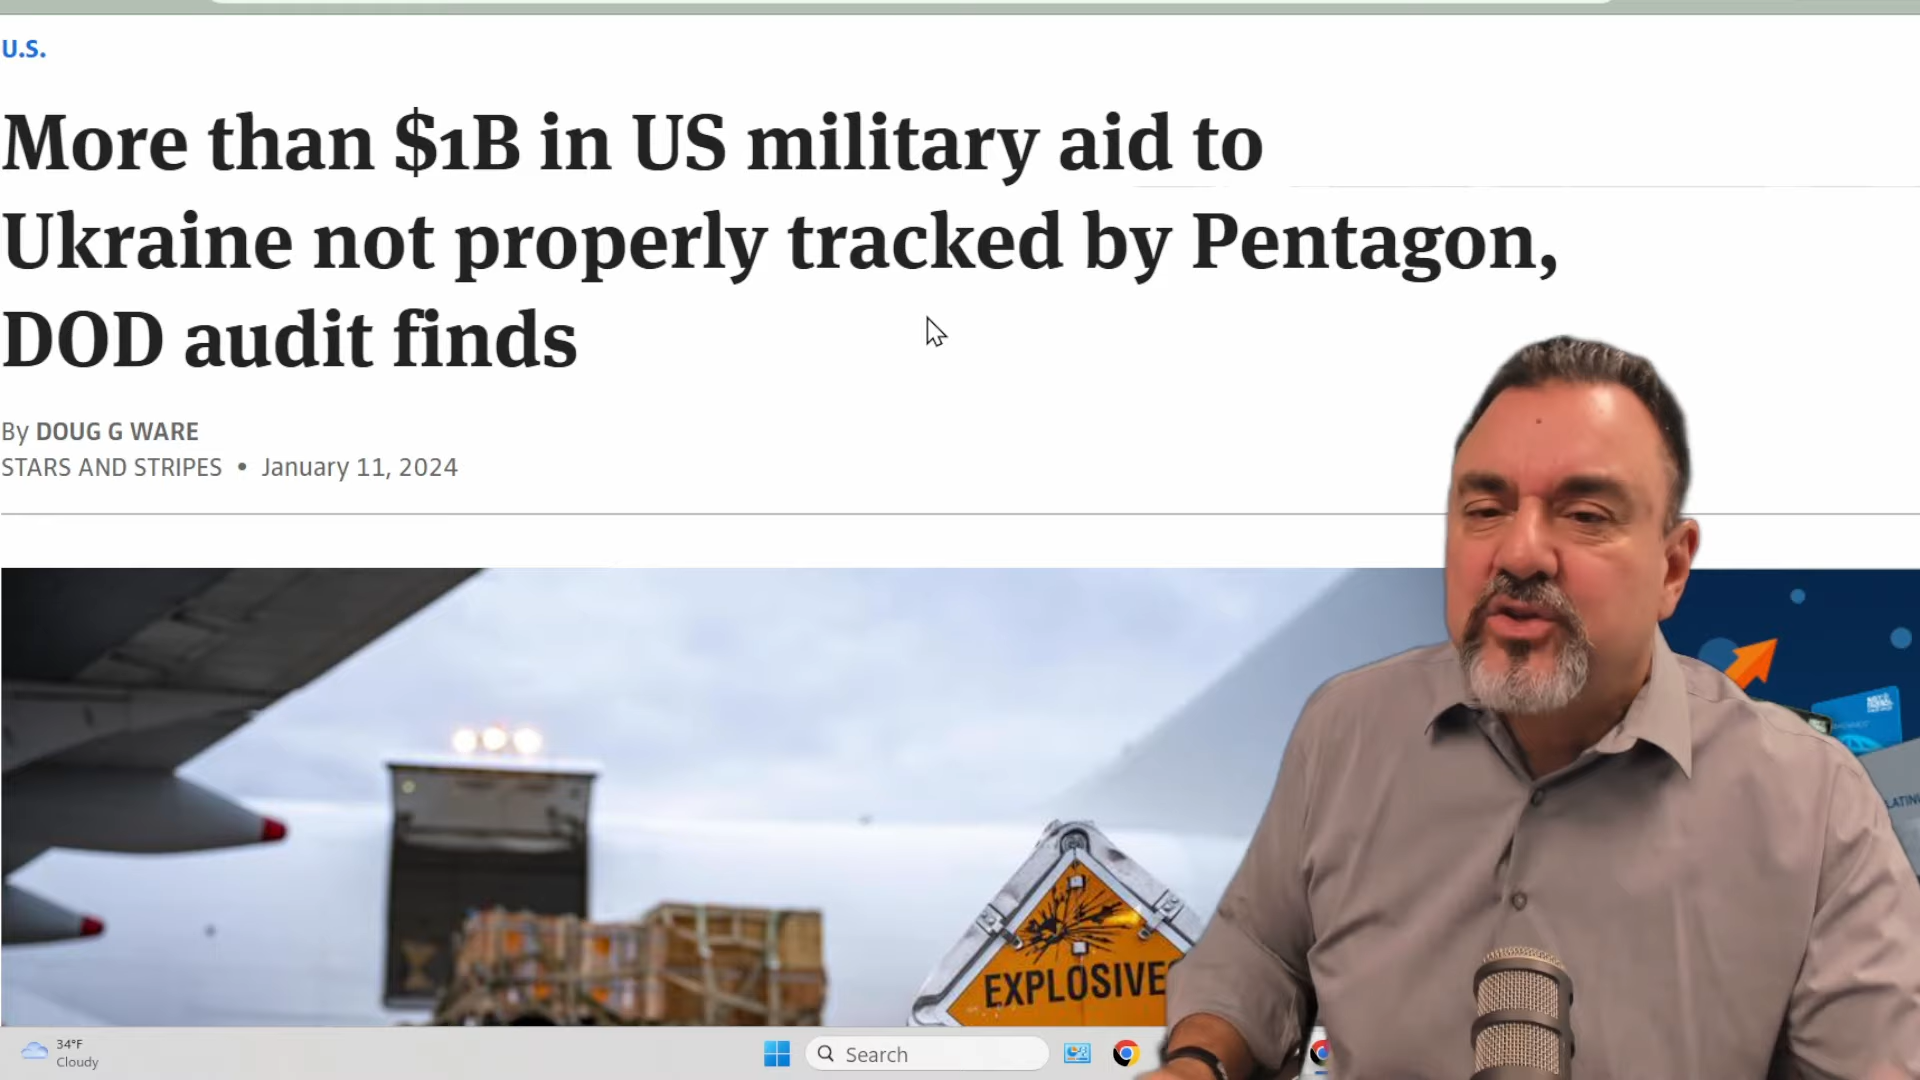 U.S.
More than $1B in US military aid to
Ukraine not properly tracked by Pentagon,
DOD audit finds
By DOUG G WARE
STARS AND STRIPES • January 11, 2024
EXPLOSIVE
34°F
Cloudy
Search